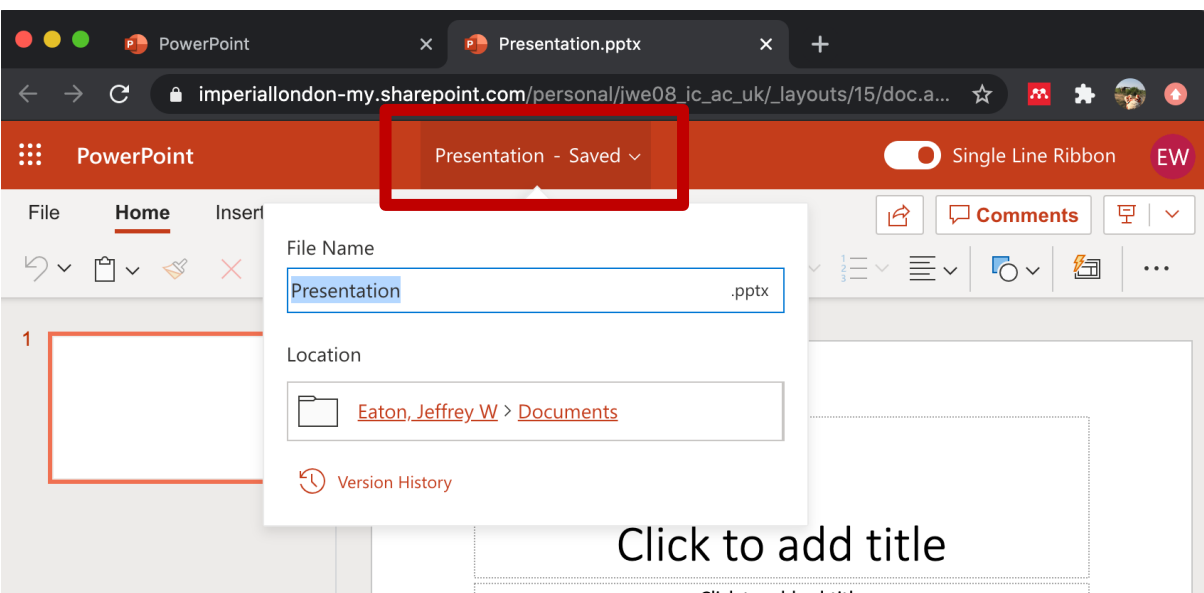 PowerPoint
Presentation.pptx
imperiallondon-my.sharepoint.com/personal/jwe08_ic_ac_uk/_layouts/15/doc.a...
PowerPoint
Presentation - Saved
Single Line Ribbon
EW
File
Home
Insert
Comments
File Name
Presentation
.pptx
1
Location
Eaton, Jeffrey W > Documents
Version History
Click to add title